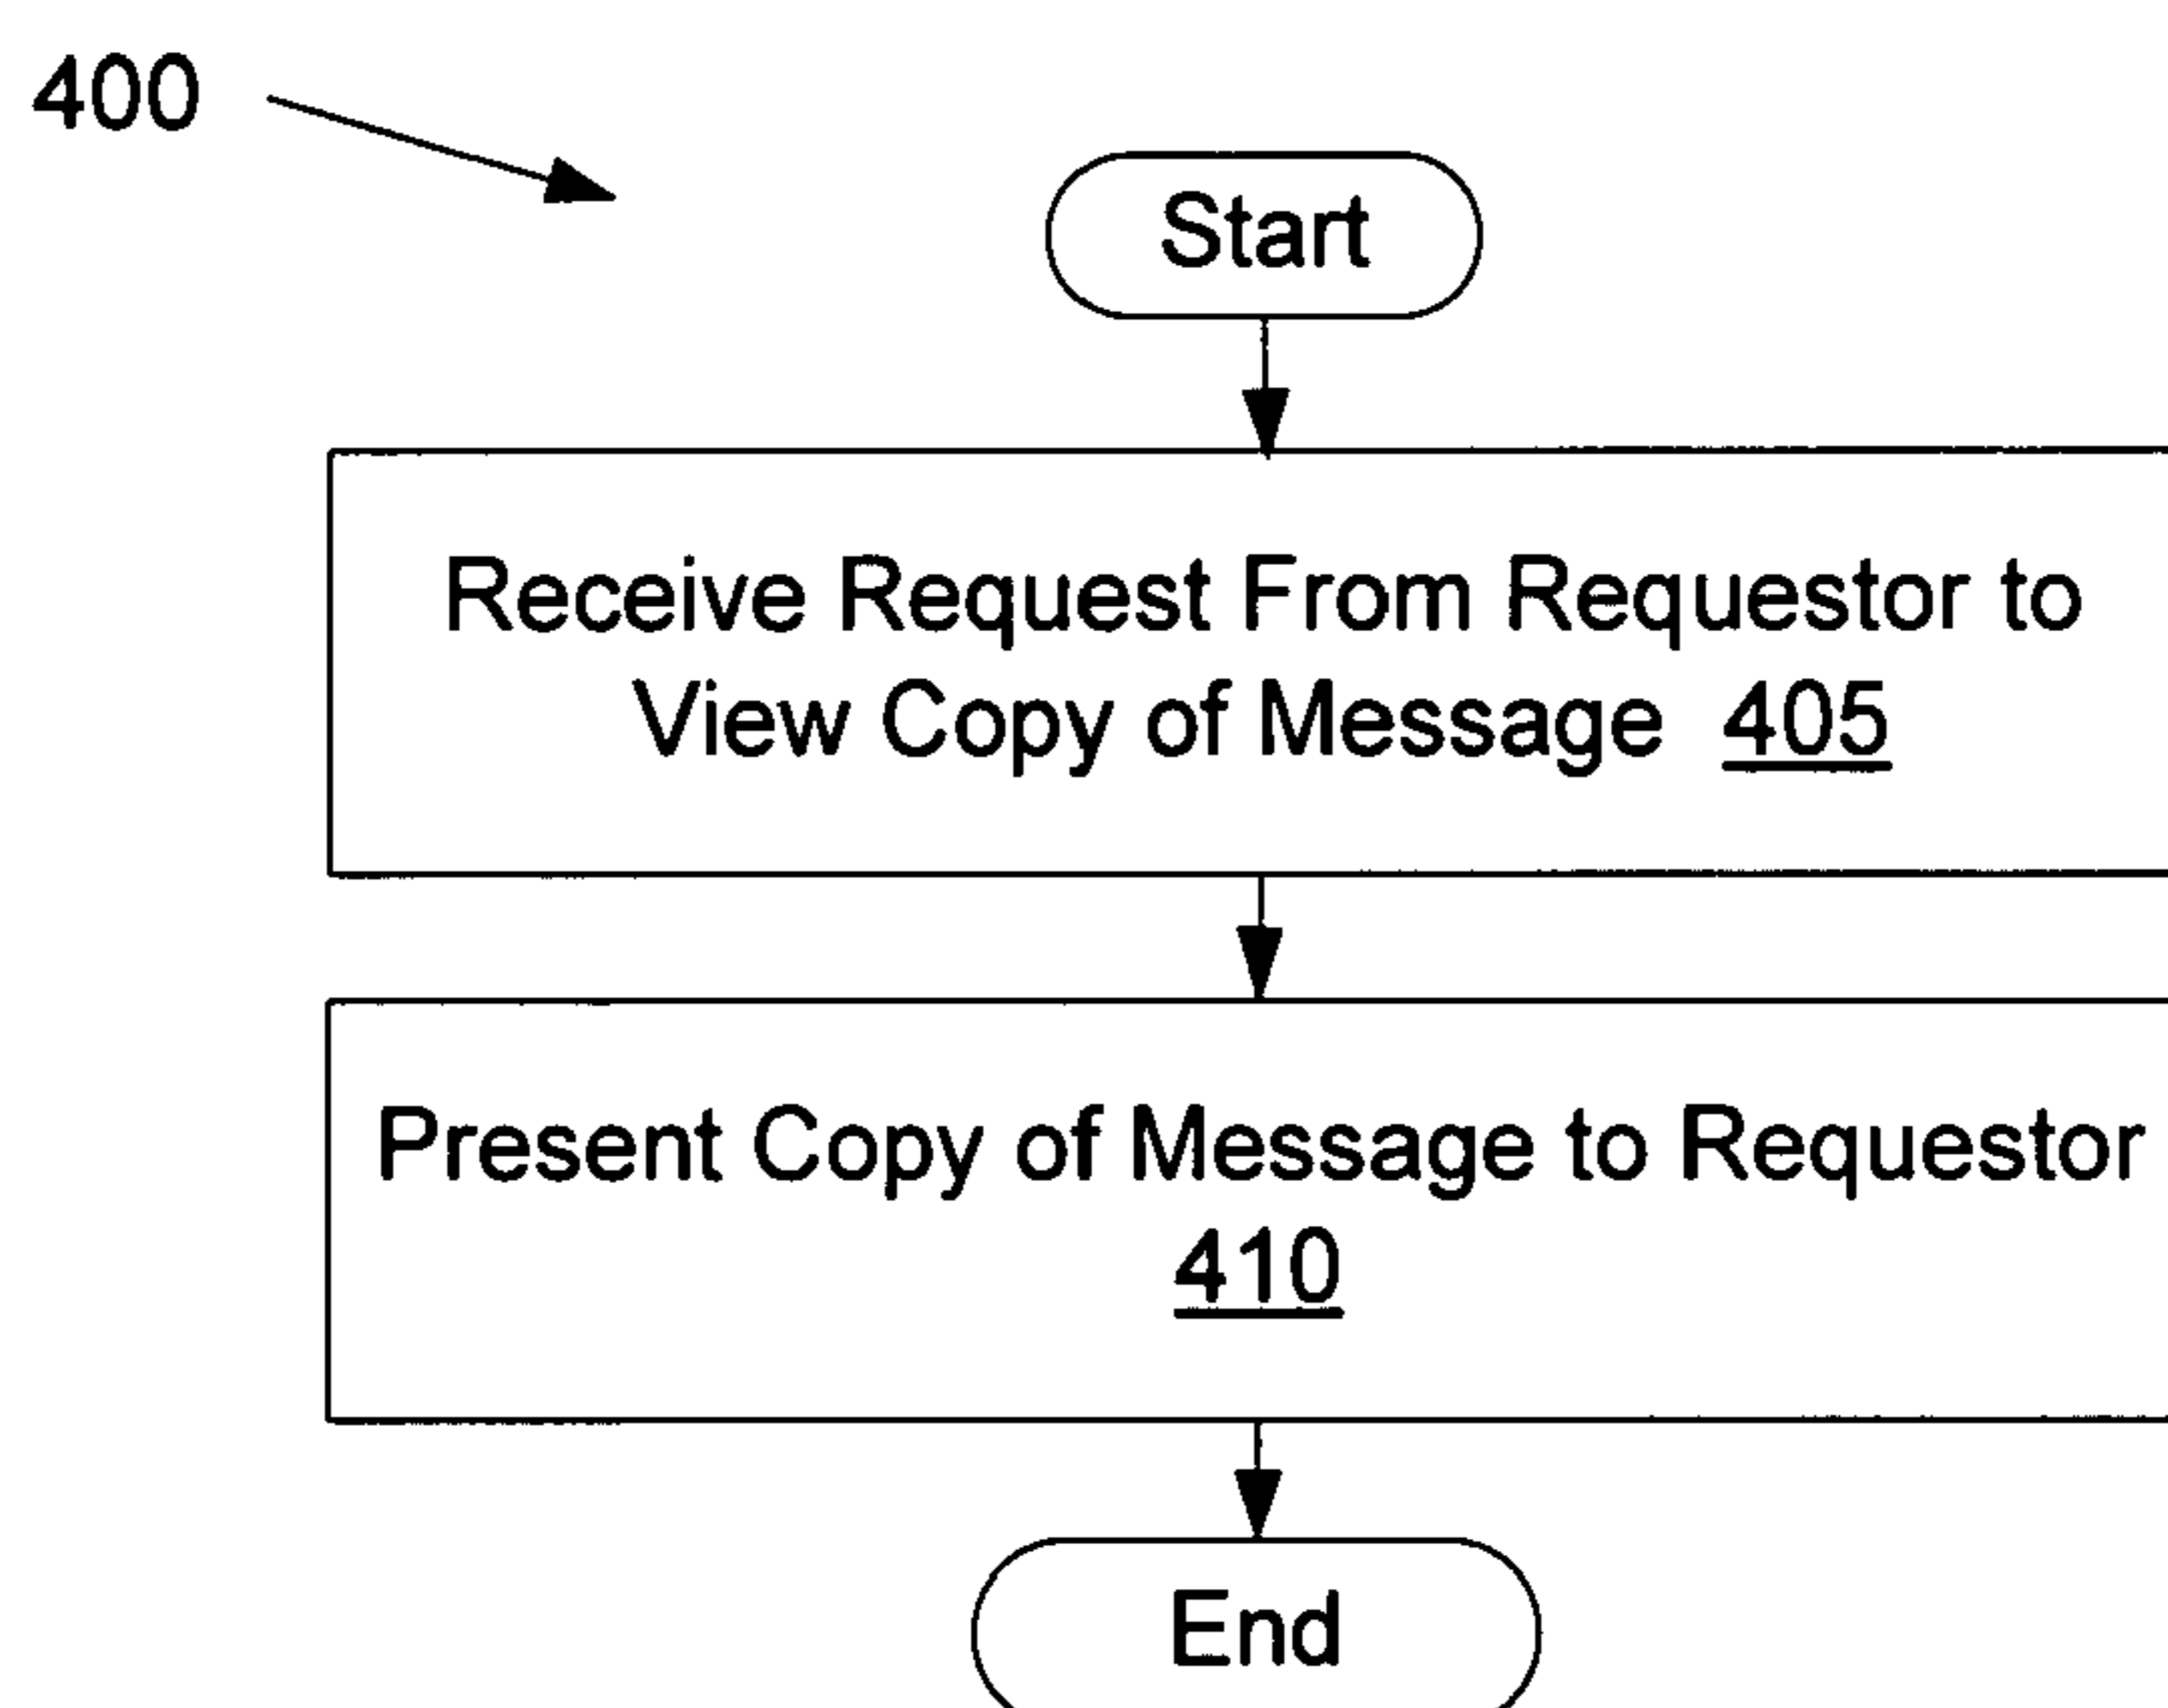 400
Start
Receive Request From Requestor to
View Copy of Message 405
Present Copy of Message to Requestor
410
End